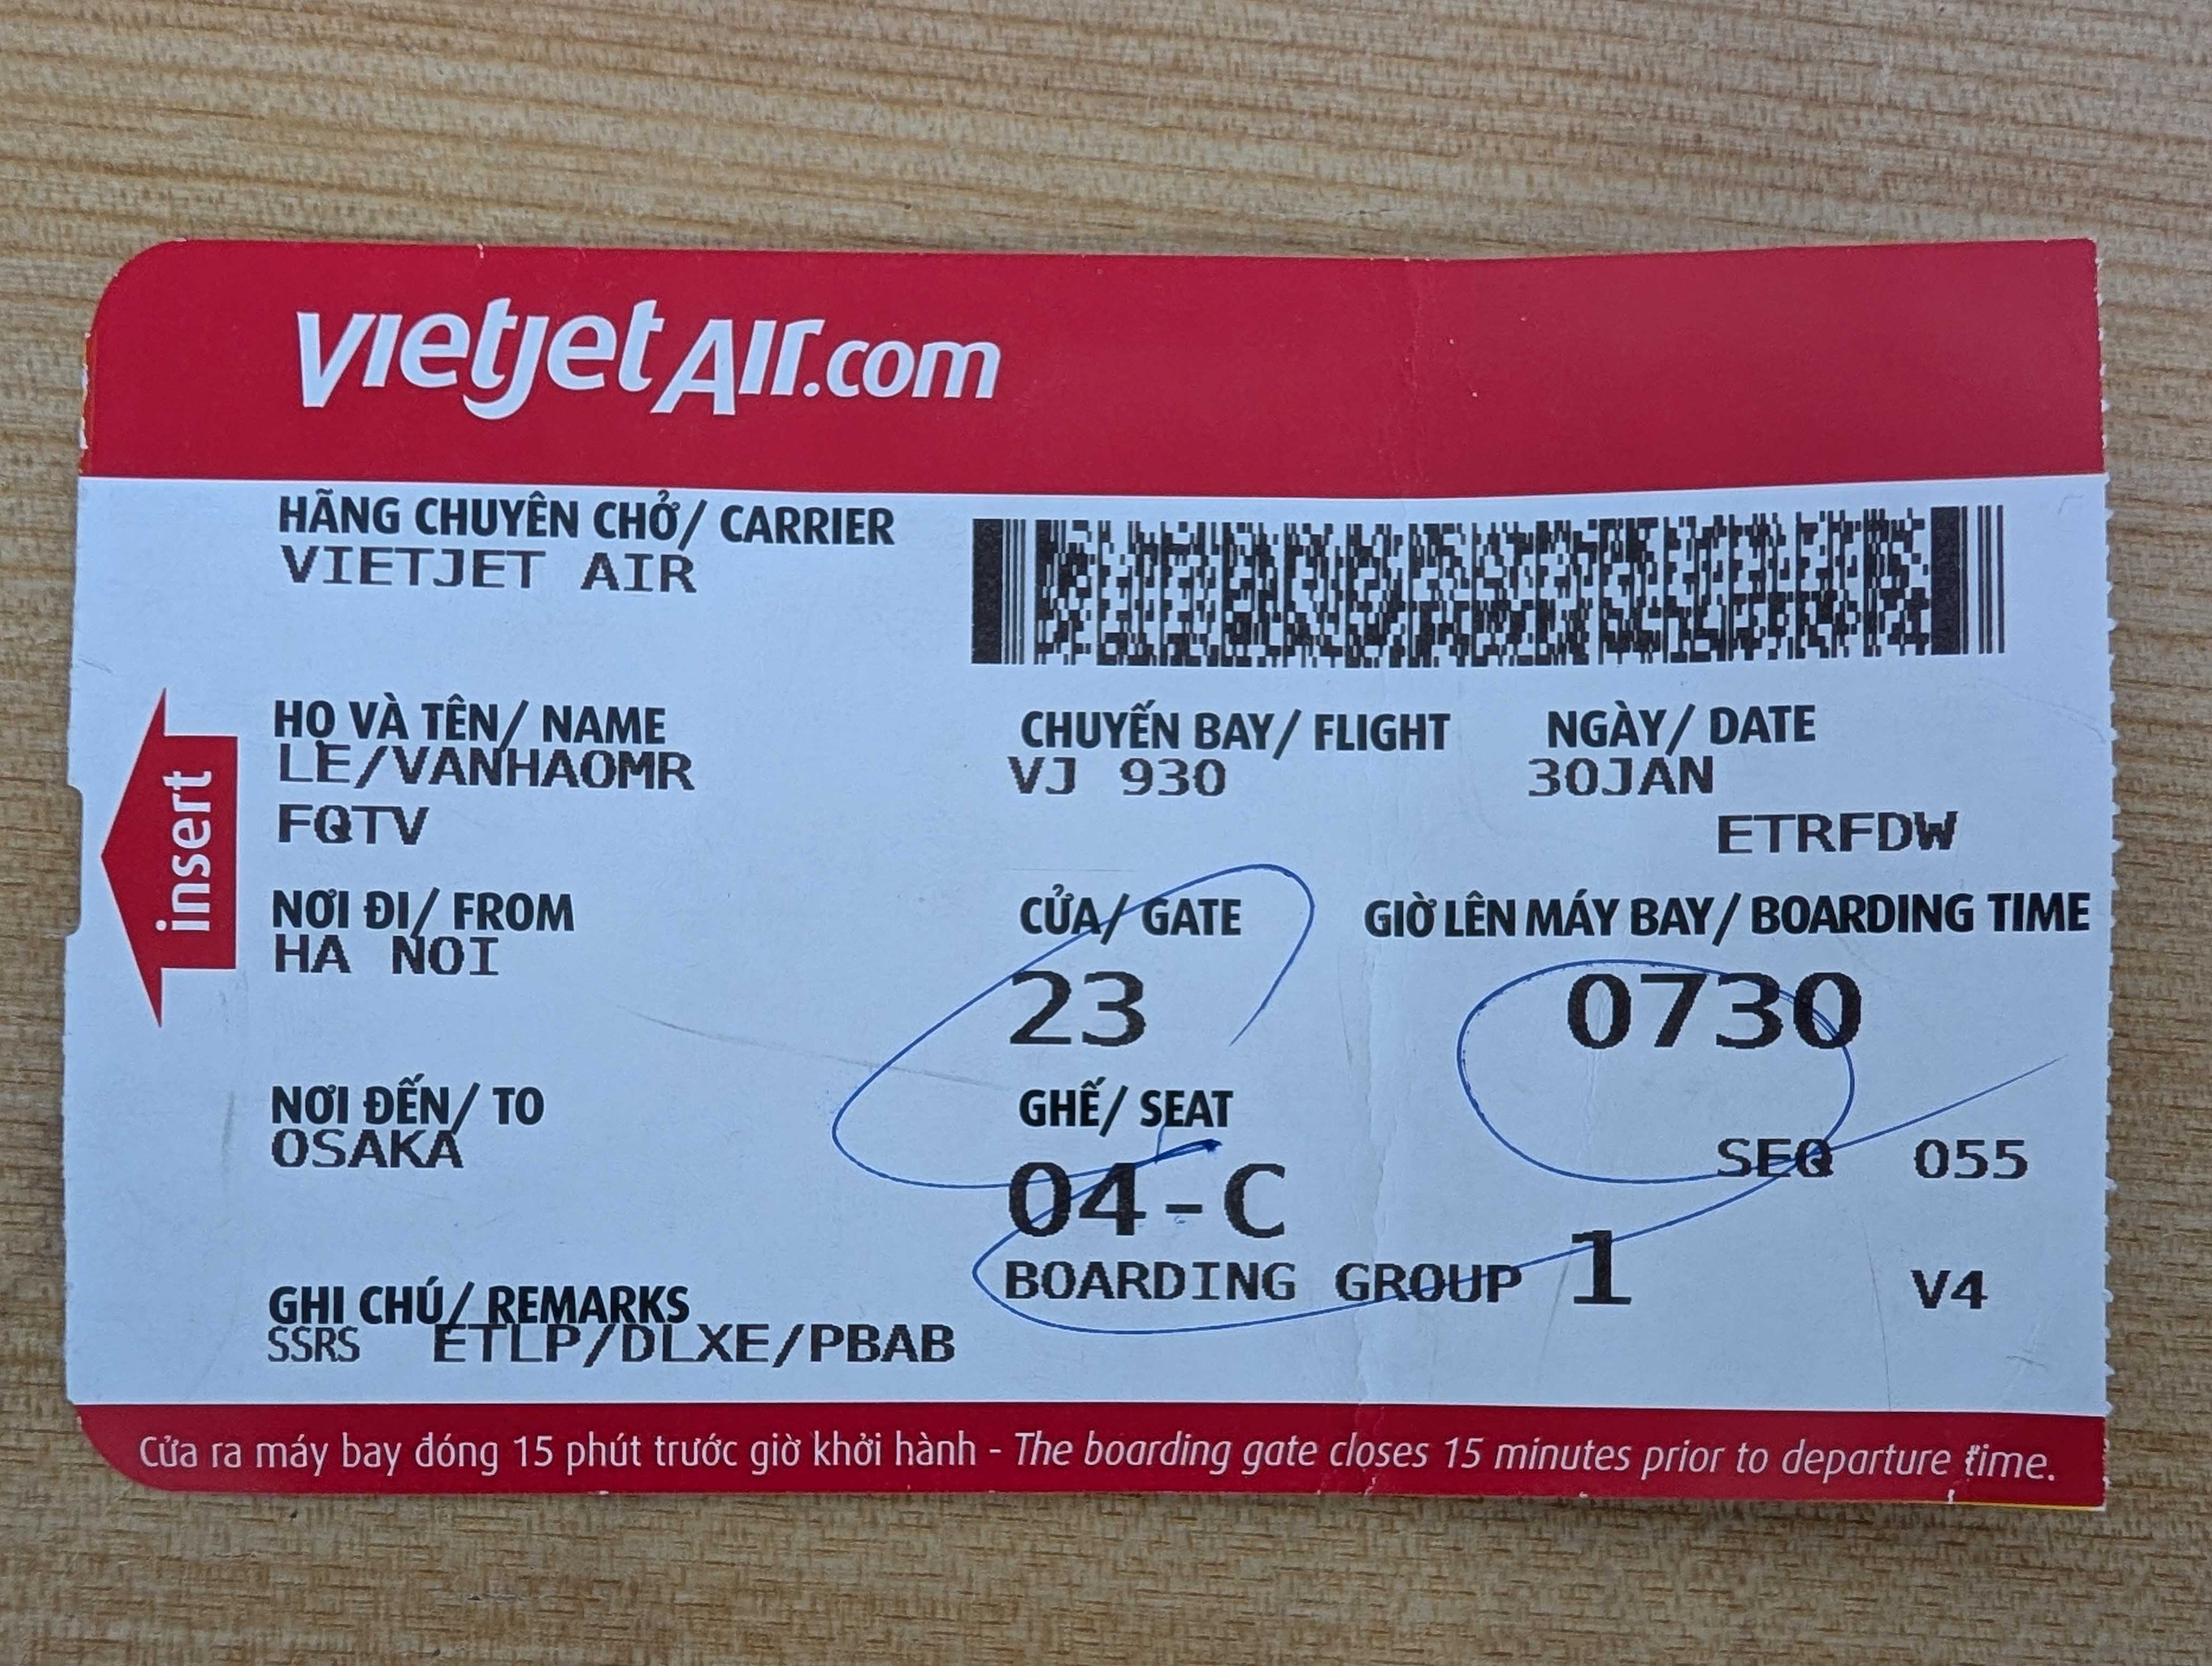 vietjetAir.com
HÃNG CHUYÊN CHỞ/ CARRIER
VIETJET AIR
HỌ VÀ TÊN/ NAME
LE/VANHAOMR
FQTV
CHUYẾN BAY/ FLIGHT
VJ 930
NGÀY/ DATE
30JAN
ETRFDW
insert
NƠI ĐI/ FROM
HA NOI
CỬA/ GATE
23
GIỜ LÊN MÁY BAY/ BOARDING TIME
0730
NƠI ĐẾN/ TO
OSAKA
GHẾ/ SEAT
04-C
SEQ 055
BOARDING GROUP 1
V4
GHI CHÚ/ REMARKS
SSRS ETLP/DLXE/PBAB
Cửa ra máy bay đóng 15 phút trước giờ khởi hành - The boarding gate closes 15 minutes prior to departure time.